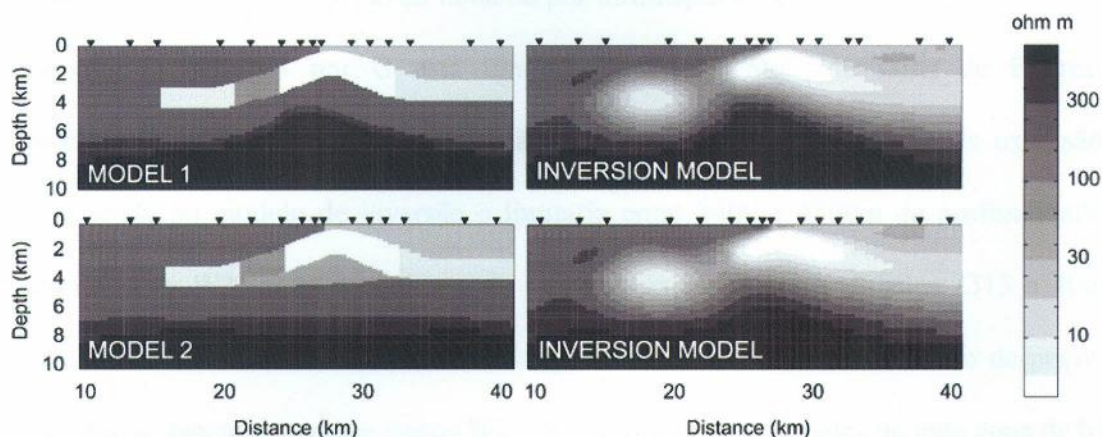 ohm m
0
2
4
6
8
10
Depth (km)
MODEL 1
INVERSION MODEL
300
100
30
10
0
2
4
6
8
10
Depth (km)
MODEL 2
INVERSION MODEL
10 20 30 40
10 20 30 40
Distance (km)
Distance (km)